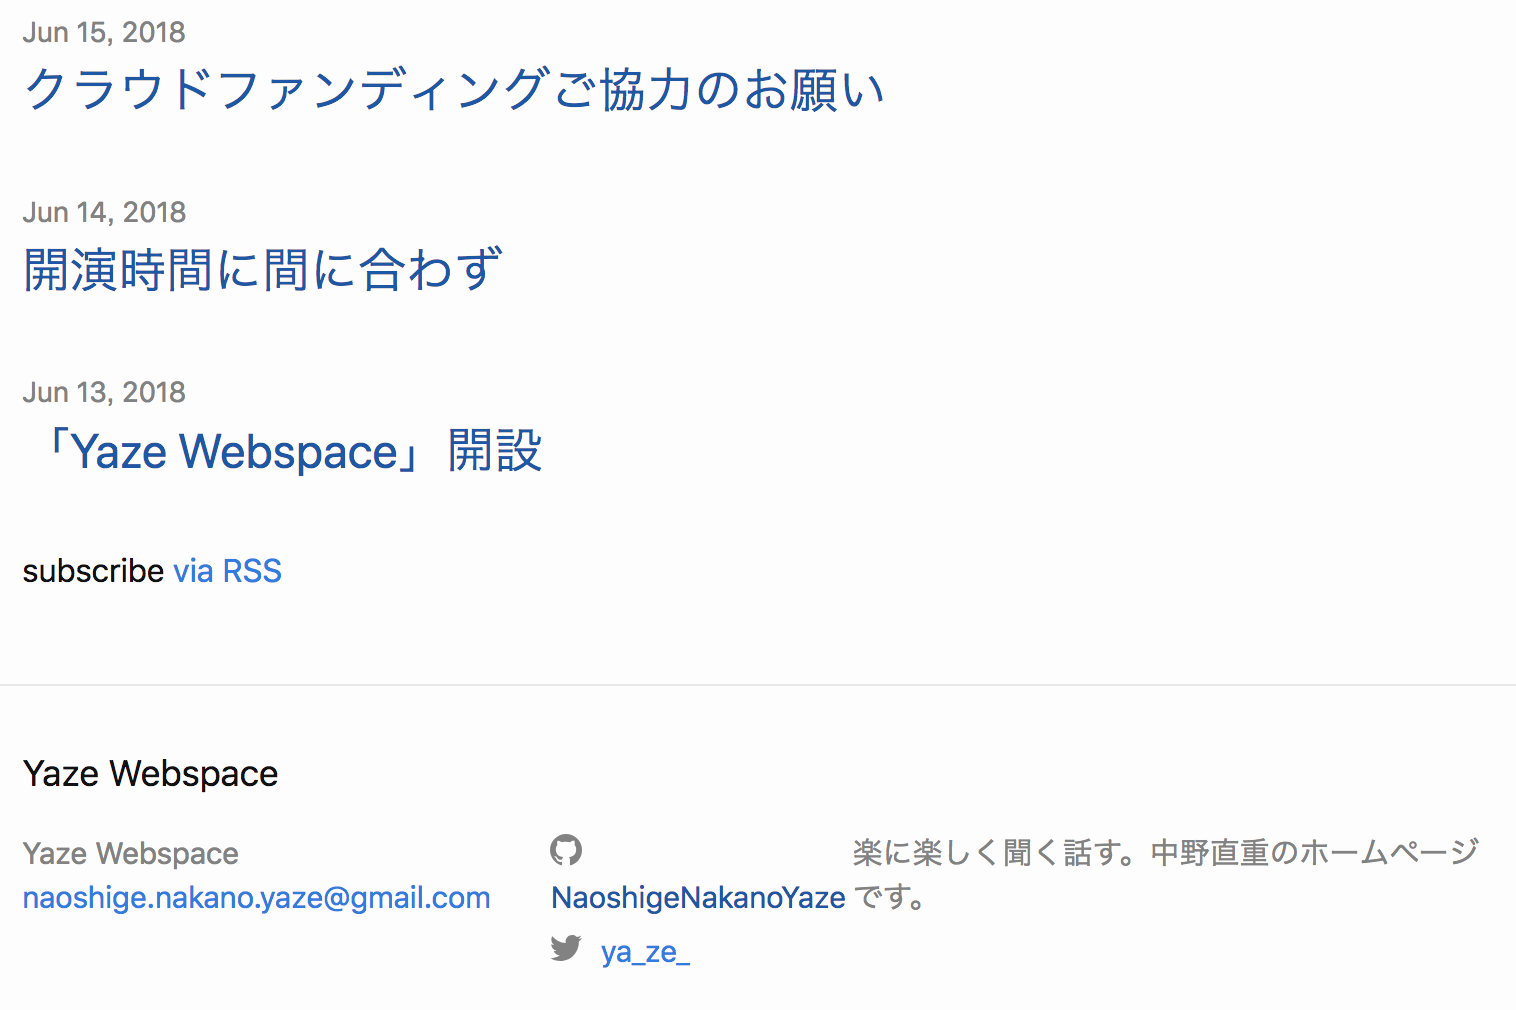 Jun 15, 2018
クラウドファンディングご協力のお願い
Jun 14, 2018
開演時間に間に合わず
Jun 13, 2018
「Yaze Webspace」開設
subscribe via RSS
Yaze Webspace
Yaze Webspace
naoshige.nakano.yaze@gmail.com
NaoshigeNakanoYaze
ya_ze_
楽に楽しく聞く話す。中野直重のホームページ
です。